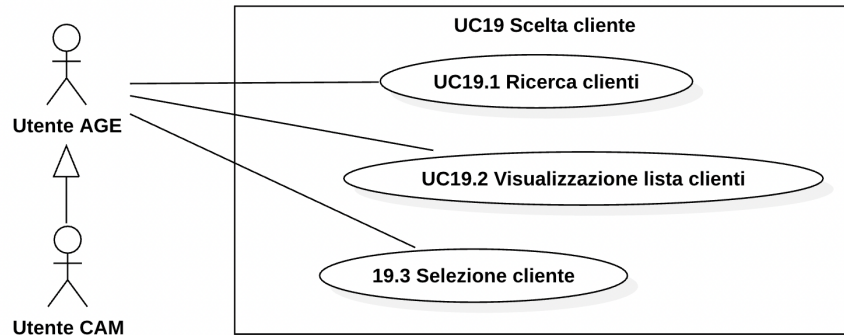 UC19 Scelta cliente
UC19.1 Ricerca clienti
Utente AGE
UC19.2 Visualizzazione lista clienti
19.3 Selezione cliente
Utente CAM